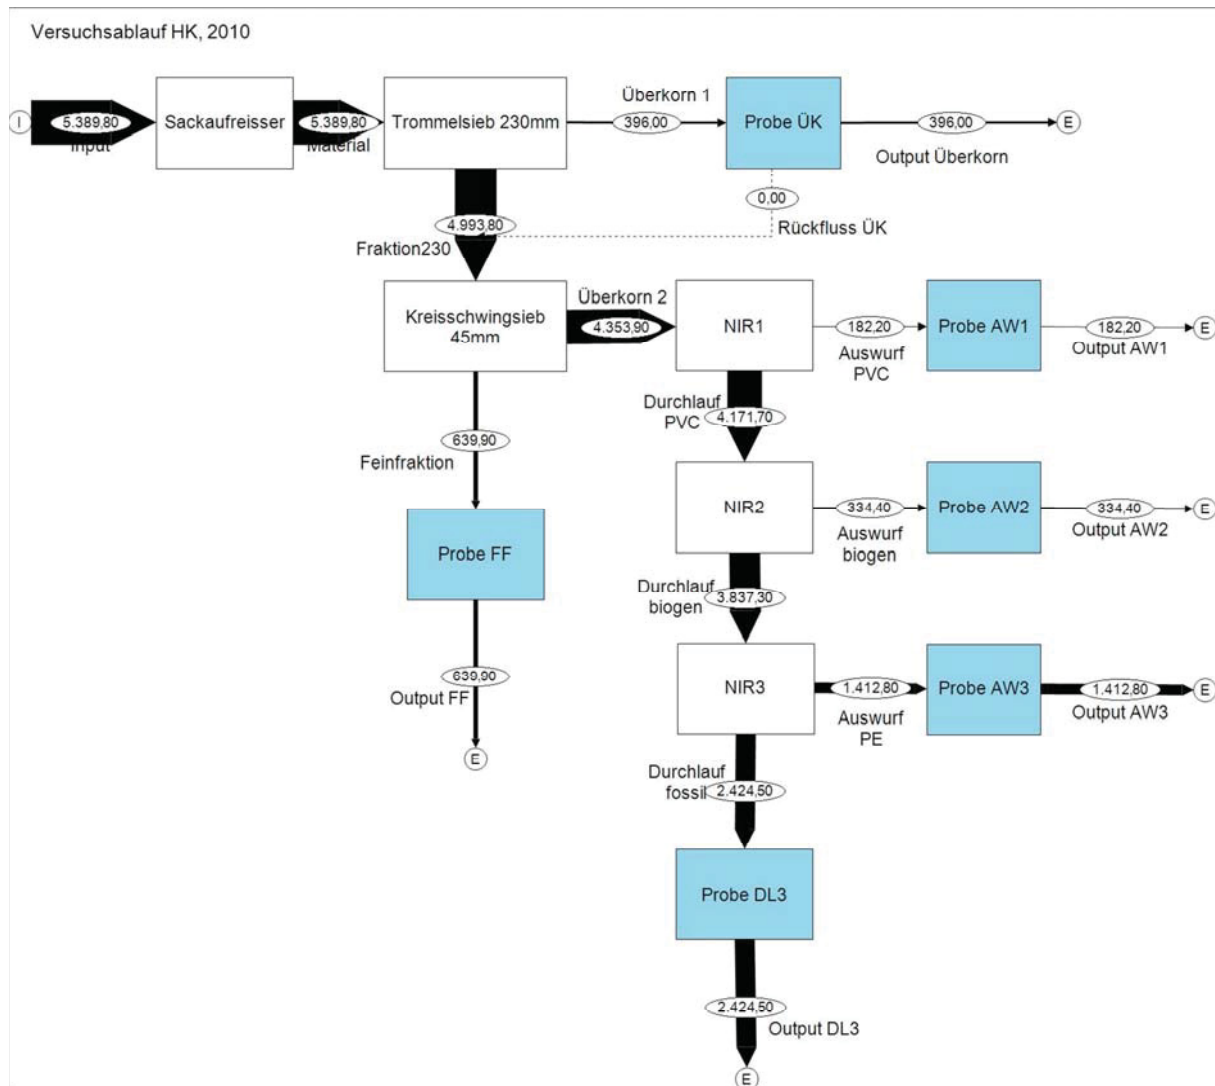 Versuchsablauf HK, 2010
I
5.389,80
Input
Sackaufreisser
5.389,80
Material
Trommelsieb 230mm
Überkorn 1
396,00
Probe ÜK
396,00
Output Überkorn
E
0,00
Rückfluss ÜK
4.993,80
Fraktion230
Kreisschwingsieb
45mm
Überkorn 2
4.353,90
NIR1
182,20
Auswurf
PVC
Probe AW1
182,20
Output AW1
E
Durchlauf
PVC
4.171,70
639,90
Feinfraktion
NIR2
334,40
Auswurf
biogen
Probe AW2
334,40
Output AW2
E
Probe FF
Durchlauf
biogen
3.837,30
639,90
Output FF
E
NIR3
1.412,80
Auswurf
PE
Probe AW3
1.412,80
Output AW3
E
Durchlauf
fossil
2.424,50
Probe DL3
2.424,50
Output DL3
E